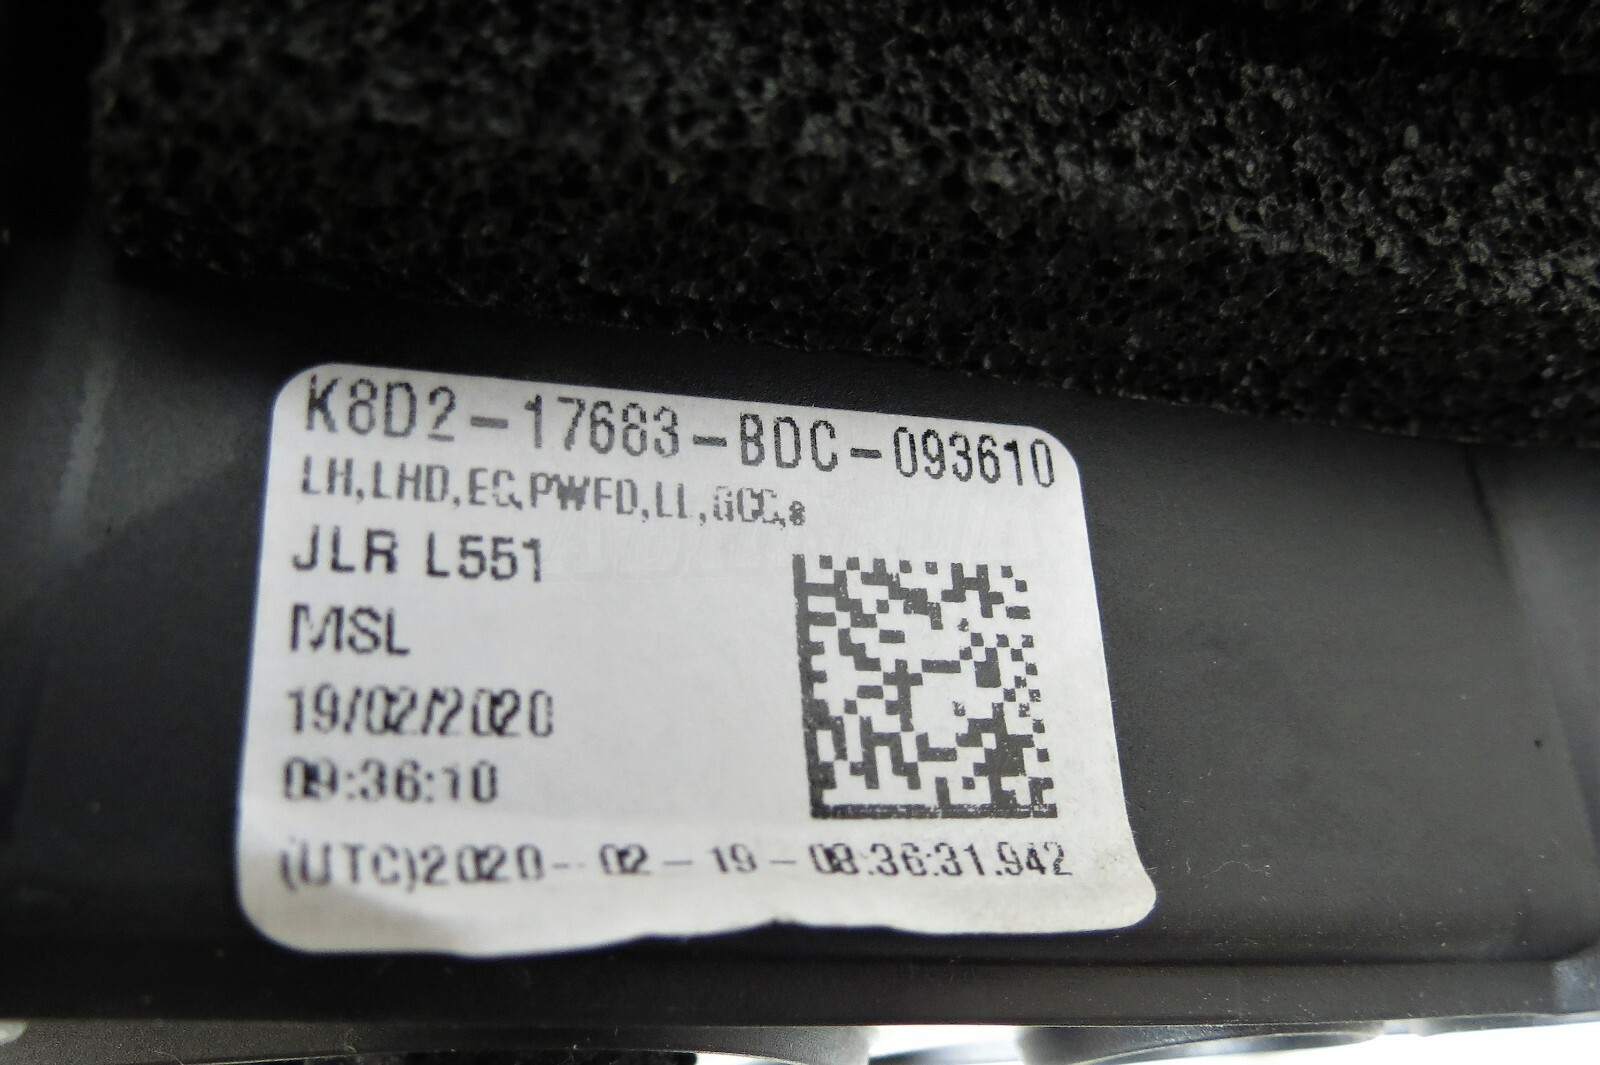 K8D2-17683-BDC-093610
LH,LHD,EC,PWFD,LL,GCC,s
JLR L551
MSL
19/02/2020
09:36:10
(UTC)2020-02-19-08:36:31.942